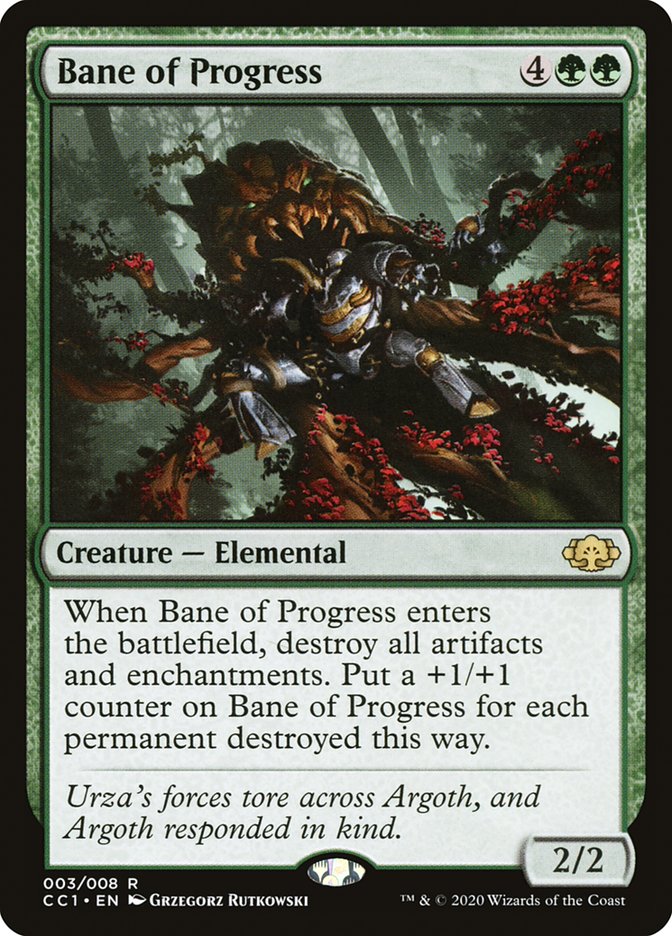 Bane of Progress 4
Creature — Elemental
When Bane of Progress enters
the battlefield, destroy all artifacts
and enchantments. Put a +1/+1
counter on Bane of Progress for each
permanent destroyed this way.
Urza's forces tore across Argoth, and
Argoth responded in kind.
2/2
003/008 R
CC1 • EN Grzegorz Rutkowski
™ & © 2020 Wizards of the Coast